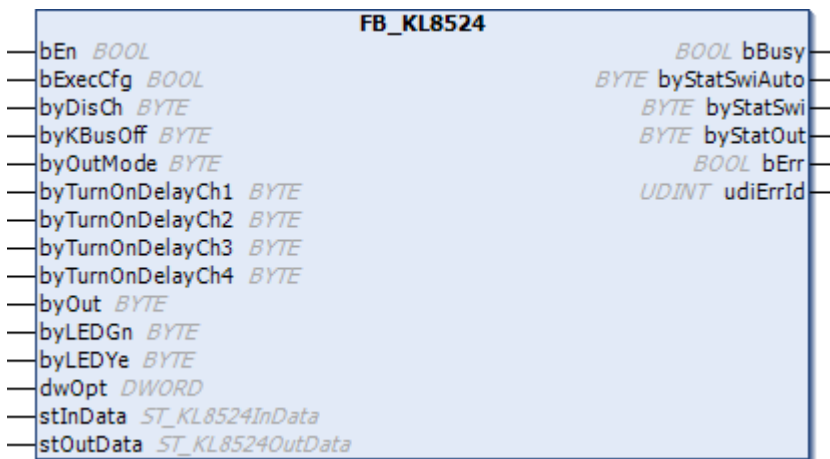 FB_KL8524
bEn BOOL BOOL bBusy
bExecCfg BOOL BYTE byStatSwiAuto
byDisCh BYTE BYTE byStatSwi
byKBusOff BYTE BYTE byStatOut
byOutMode BYTE BOOL bErr
byTurnOnDelayCh1 BYTE UDINT udiErrId
byTurnOnDelayCh2 BYTE
byTurnOnDelayCh3 BYTE
byTurnOnDelayCh4 BYTE
byOut BYTE
byLEDGn BYTE
byLEDYe BYTE
dwOpt DWORD
stInData ST_KL8524InData
stOutData ST_KL8524OutData